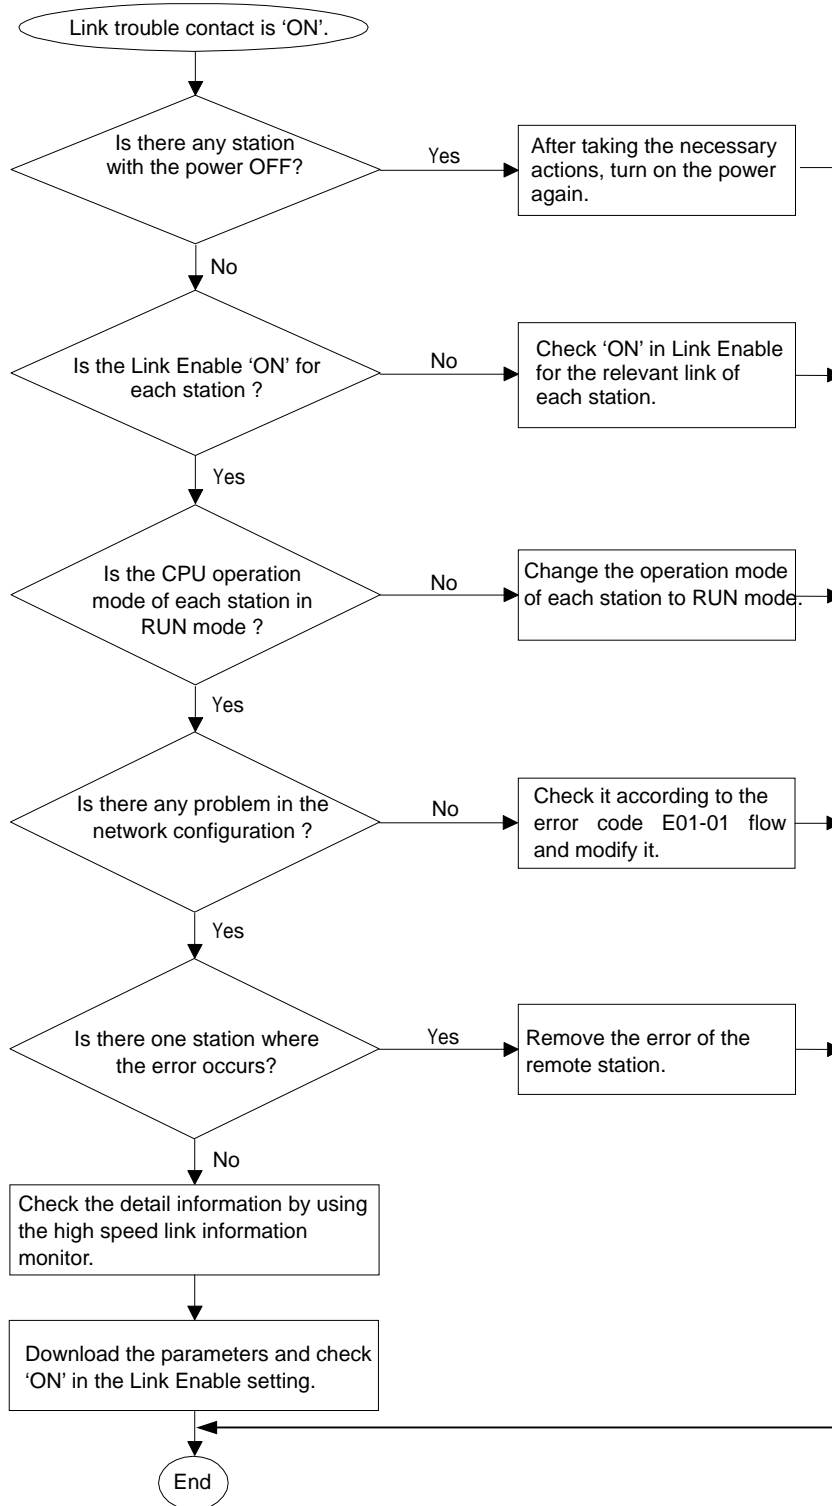 Link trouble contact is ‘ON’.
Is there any station
with the power OFF?
Yes
After taking the necessary
actions, turn on the power
again.
No
Is the Link Enable ‘ON’ for
each station ?
No
Check ‘ON’ in Link Enable
for the relevant link of
each station.
Yes
Is the CPU operation
mode of each station in
RUN mode ?
No
Change the operation mode
of each station to RUN mode.
Yes
Is there any problem in the
network configuration ?
No
Check it according to the
error code E01-01 flow
and modify it.
Yes
Is there one station where
the error occurs?
Yes
Remove the error of the
remote station.
No
Check the detail information by using
the high speed link information
monitor.
Download the parameters and check
‘ON’ in the Link Enable setting.
End